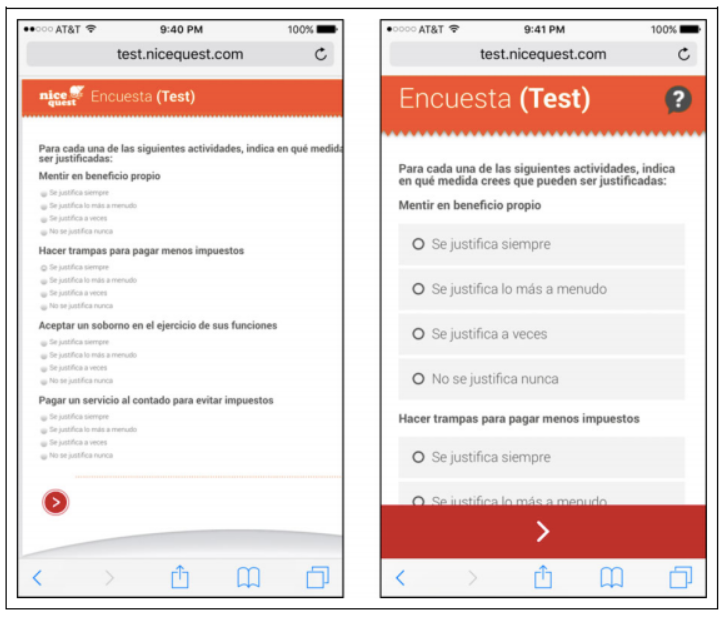 AT&T 9:40 PM 100%
test.nicequest.com
nice
quest
Encuesta (Test)
Para cada una de las siguientes actividades, indica en qué medida
ser justificadas:
Mentir en beneficio propio
Se justifica siempre
Se justifica lo más a menudo
Se justifica a veces
No se justifica nunca
Hacer trampas para pagar menos impuestos
Se justifica siempre
Se justifica lo más a menudo
Se justifica a veces
No se justifica nunca
Aceptar un soborno en el ejercicio de sus funciones
Se justifica siempre
Se justifica lo más a menudo
Se justifica a veces
No se justifica nunca
Pagar un servicio al contado para evitar impuestos
Se justifica siempre
Se justifica lo más a menudo
Se justifica a veces
No se justifica nunca
AT&T 9:41 PM 100%
test.nicequest.com
Encuesta (Test) ?
Para cada una de las siguientes actividades, indica
en qué medida crees que pueden ser justificadas:
Mentir en beneficio propio
Se justifica siempre
Se justifica lo más a menudo
Se justifica a veces
No se justifica nunca
Hacer trampas para pagar menos impuestos
Se justifica siempre
Se justifica lo más a menudo